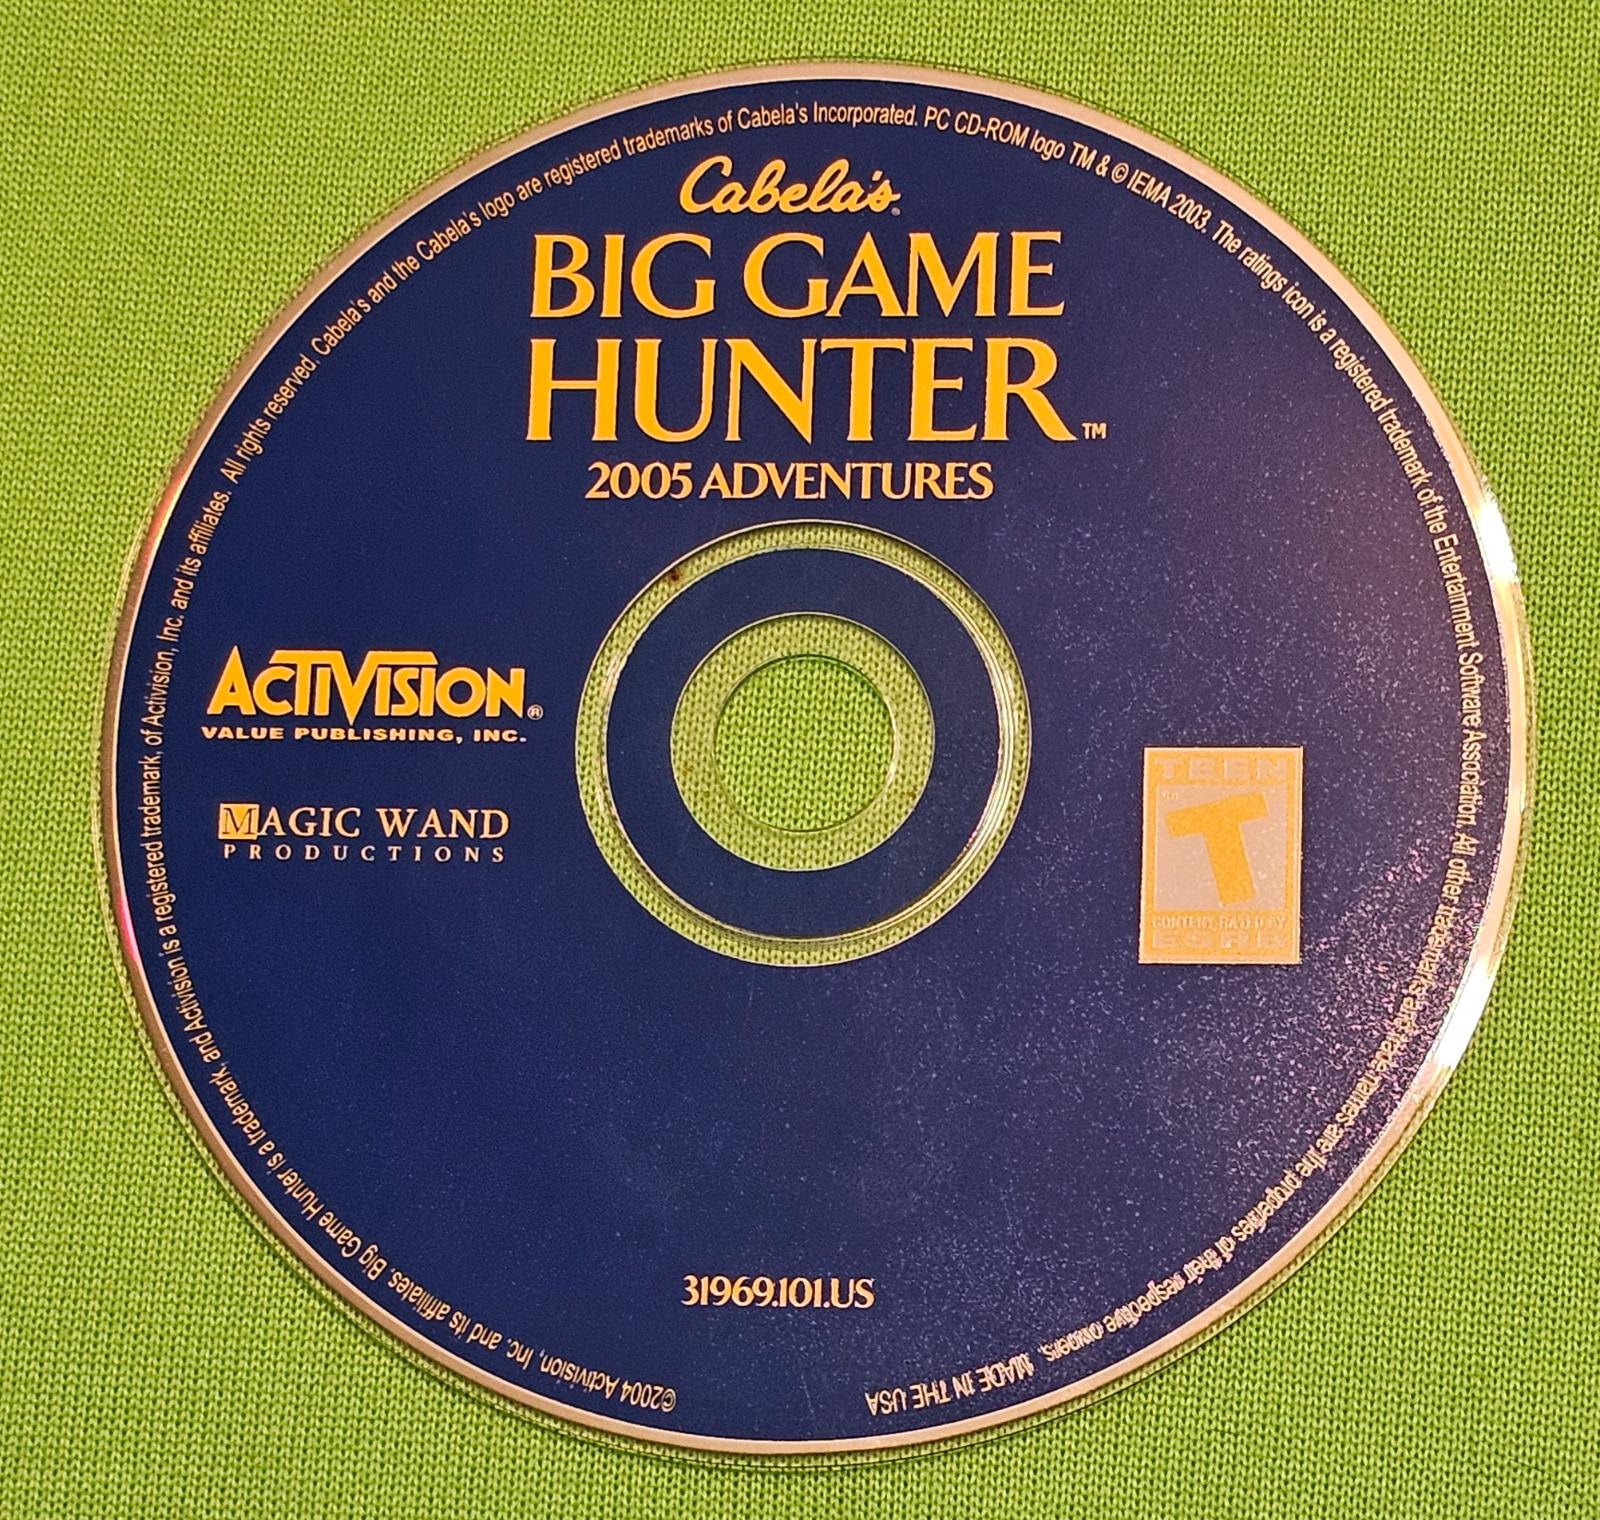 Cabela's®
BIG GAME
HUNTER™
2005 ADVENTURES
ACTIVISION®
VALUE PUBLISHING, INC.
MAGIC WAND
PRODUCTIONS
TEEN
T
CONTENT RATED BY
ESRB
31969.101.US
©2004 Activision, Inc. and its affiliates. Big Game Hunter is a trademark, and Activision is a registered trademark, of Activision, Inc. and its affiliates. All rights reserved. Cabela's and the Cabela's logo are registered trademarks of Cabela's Incorporated. PC CD-ROM logo TM & © IEMA 2003. The ratings icon is a registered trademark of the Entertainment Software Association. All other trademarks and trade names are the properties of their respective owners. MADE IN THE USA